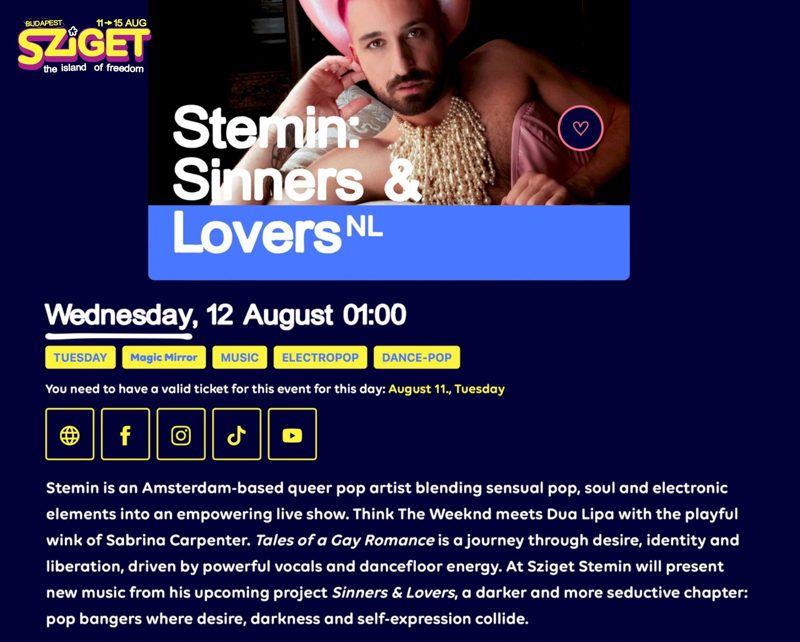 BUDAPEST 11→15 AUG
SZIGET
the island of freedom
Stemin:
Sinners &
Lovers NL
Wednesday, 12 August 01:00
TUESDAY Magic Mirror MUSIC ELECTROPOP DANCE-POP
You need to have a valid ticket for this event for this day: August 11., Tuesday
Stemin is an Amsterdam-based queer pop artist blending sensual pop, soul and electronic
elements into an empowering live show. Think The Weeknd meets Dua Lipa with the playful
wink of Sabrina Carpenter. Tales of a Gay Romance is a journey through desire, identity and
liberation, driven by powerful vocals and dancefloor energy. At Sziget Stemin will present
new music from his upcoming project Sinners & Lovers, a darker and more seductive chapter:
pop bangers where desire, darkness and self-expression collide.